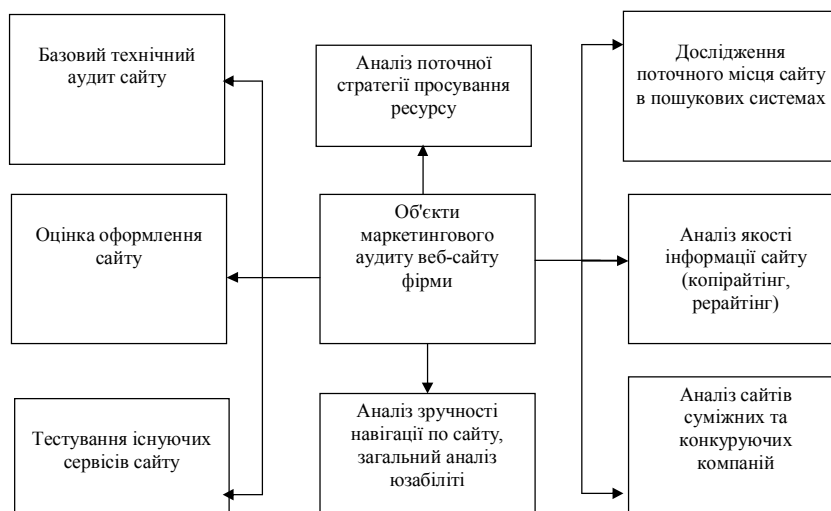 Базовий технічний
аудит сайту
Аналіз поточної
стратегії просування
ресурсу
Дослідження
поточного місця сайту
в пошукових системах
Оцінка оформлення
сайту
Об'єкти
маркетингового
аудиту веб-сайту
фірми
Аналіз якості
інформації сайту
(копірайтінг,
рерайтінг)
Тестування існуючих
сервісів сайту
Аналіз зручності
навігації по сайту,
загальний аналіз
юзабіліті
Аналіз сайтів
суміжних та
конкуруючих
компаній